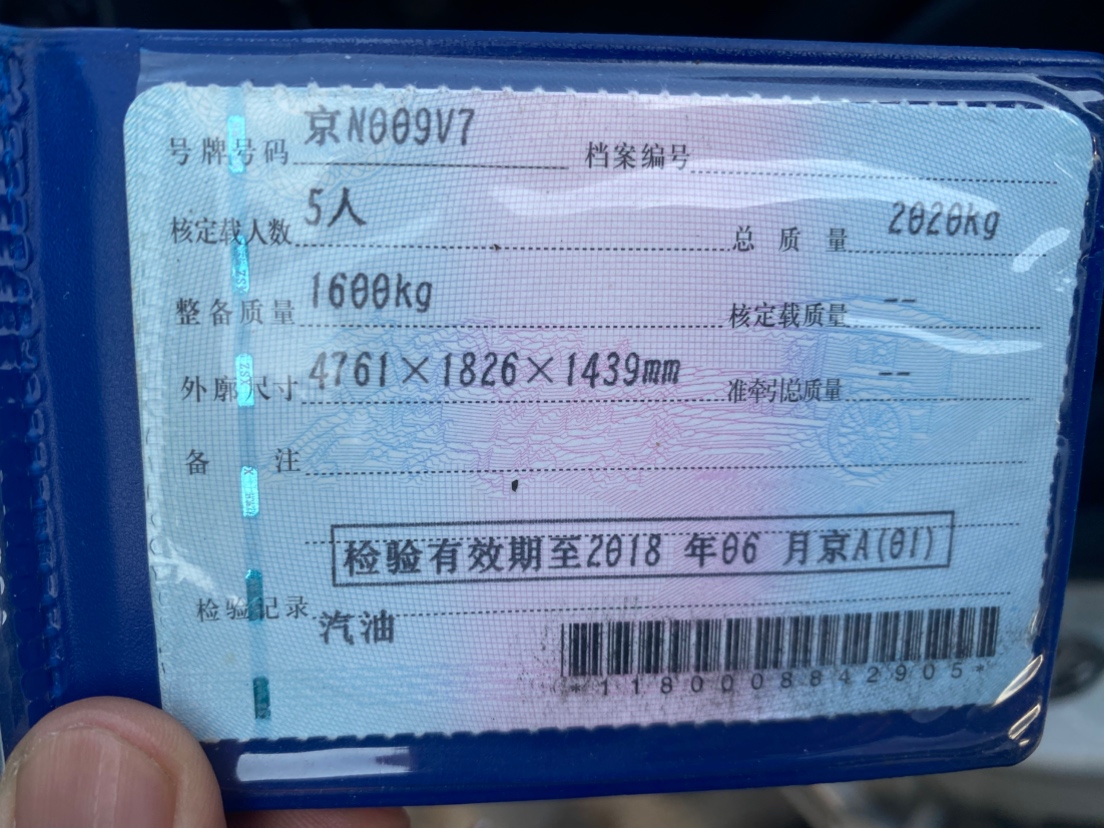 号牌号码 京N009V7 档案编号
核定载人数 5人 总质量 2020kg
整备质量 1600kg 核定载质量 --
外廓尺寸 4761×1826×1439mm 准牵引总质量 --
备注
检验有效期至2018 年06 月京A(01)
检验记录
汽油
*1180008842905*